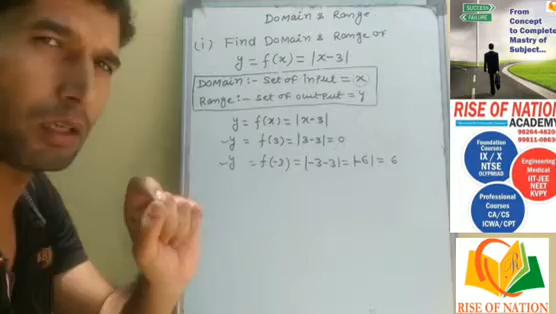 Domain & Range
(i) Find Domain & Range of
y = f(x) = |x-3|
Domain:- Set of input = x
Range:- Set of output = y
y = f(x) = |x-3|
y = f(3) = |3-3| = 0
y = f(-3) = |-3-3| = |-6| = 6
SUCCESS
FAILURE
From
Concept
to Complete
Mastry of
Subject...
RISE OF NATION
ACADEMY
98264-48
Foundation
Courses
IX / X
NTSE
OLYMPIAD
Engineering
Medical
IIT-JEE
NEET
KVPY
Professional
Courses
CA/CS
ICWA/CPT
RISE OF NATION